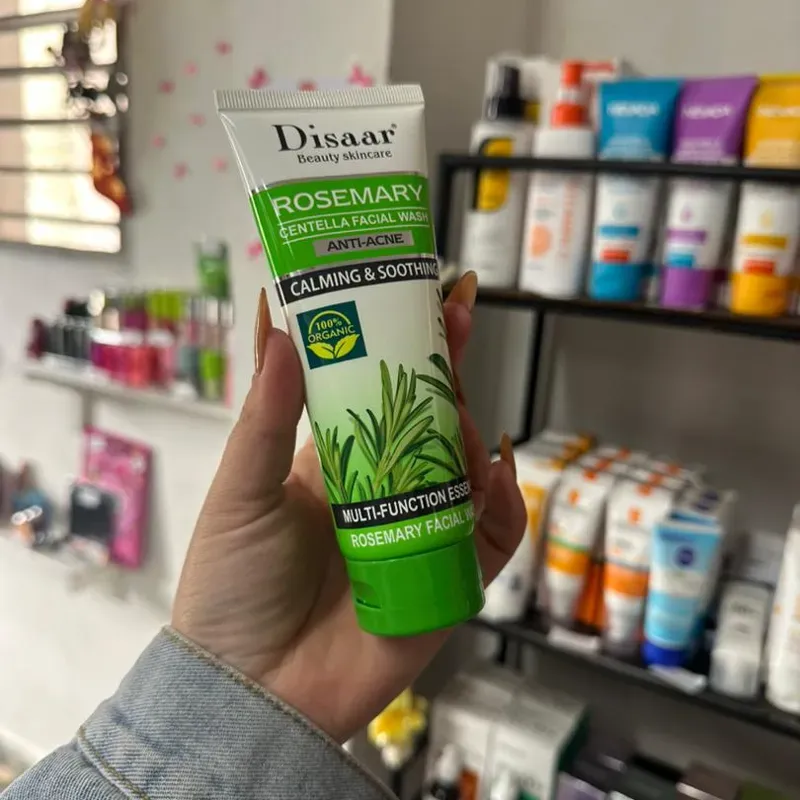 Disaar
Beauty skincare
ROSEMARY
CENTELLA FACIAL WASH
ANTI-ACNE
CALMING & SOOTHING
100%
ORGANIC
MULTI-FUNCTION
ROSEMARY FACIAL